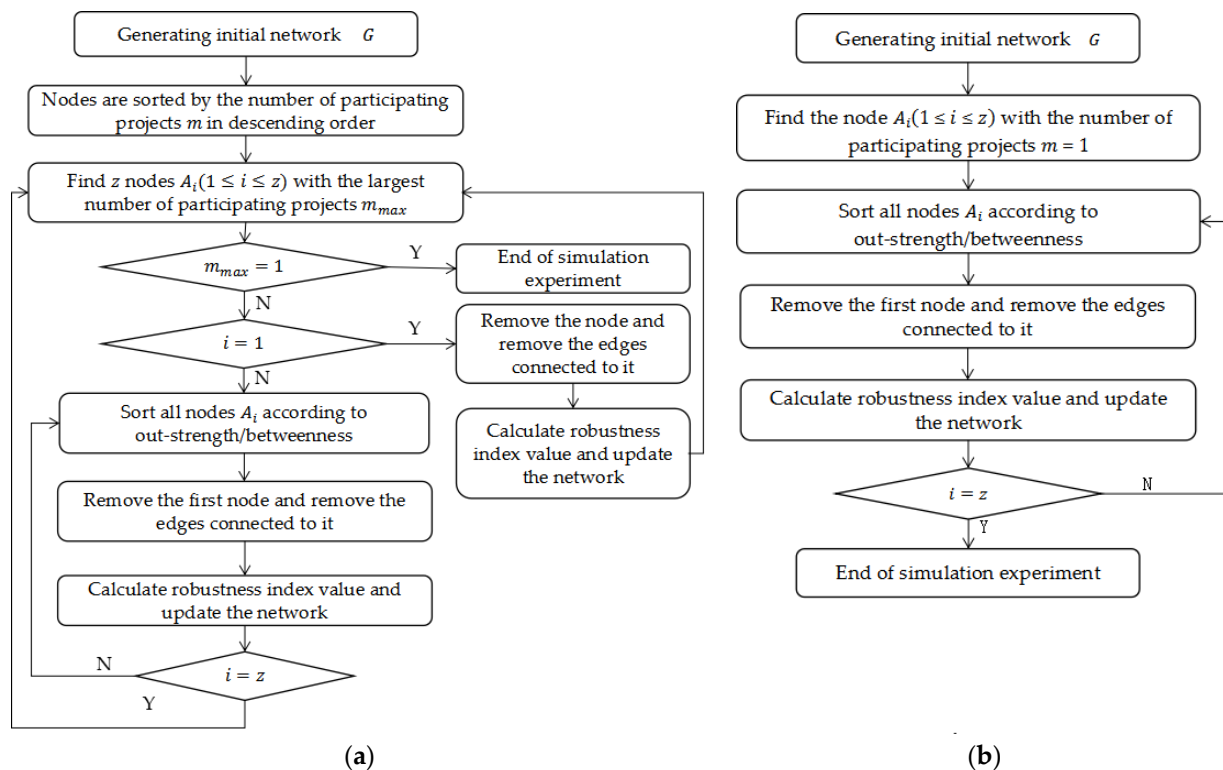 Generating initial network G
Nodes are sorted by the number of participating
projects m in descending order
Find z nodes A_i(1 ≤ i ≤ z) with the largest
number of participating projects m_max
m_max = 1
Y
End of simulation
experiment
N
i = 1
Y
Remove the node and
remove the edges
connected to it
N
Calculate robustness
index value and update
the network
Sort all nodes A_i according to
out-strength/betweenness
Remove the first node and remove the
edges connected to it
Calculate robustness index value and
update the network
N
i = z
Y
(a)
Generating initial network G
Find the node A_i(1 ≤ i ≤ z) with the number of
participating projects m = 1
Sort all nodes A_i according to
out-strength/betweenness
Remove the first node and remove the edges
connected to it
Calculate robustness index value and update
the network
i = z
N
Y
End of simulation experiment
(b)